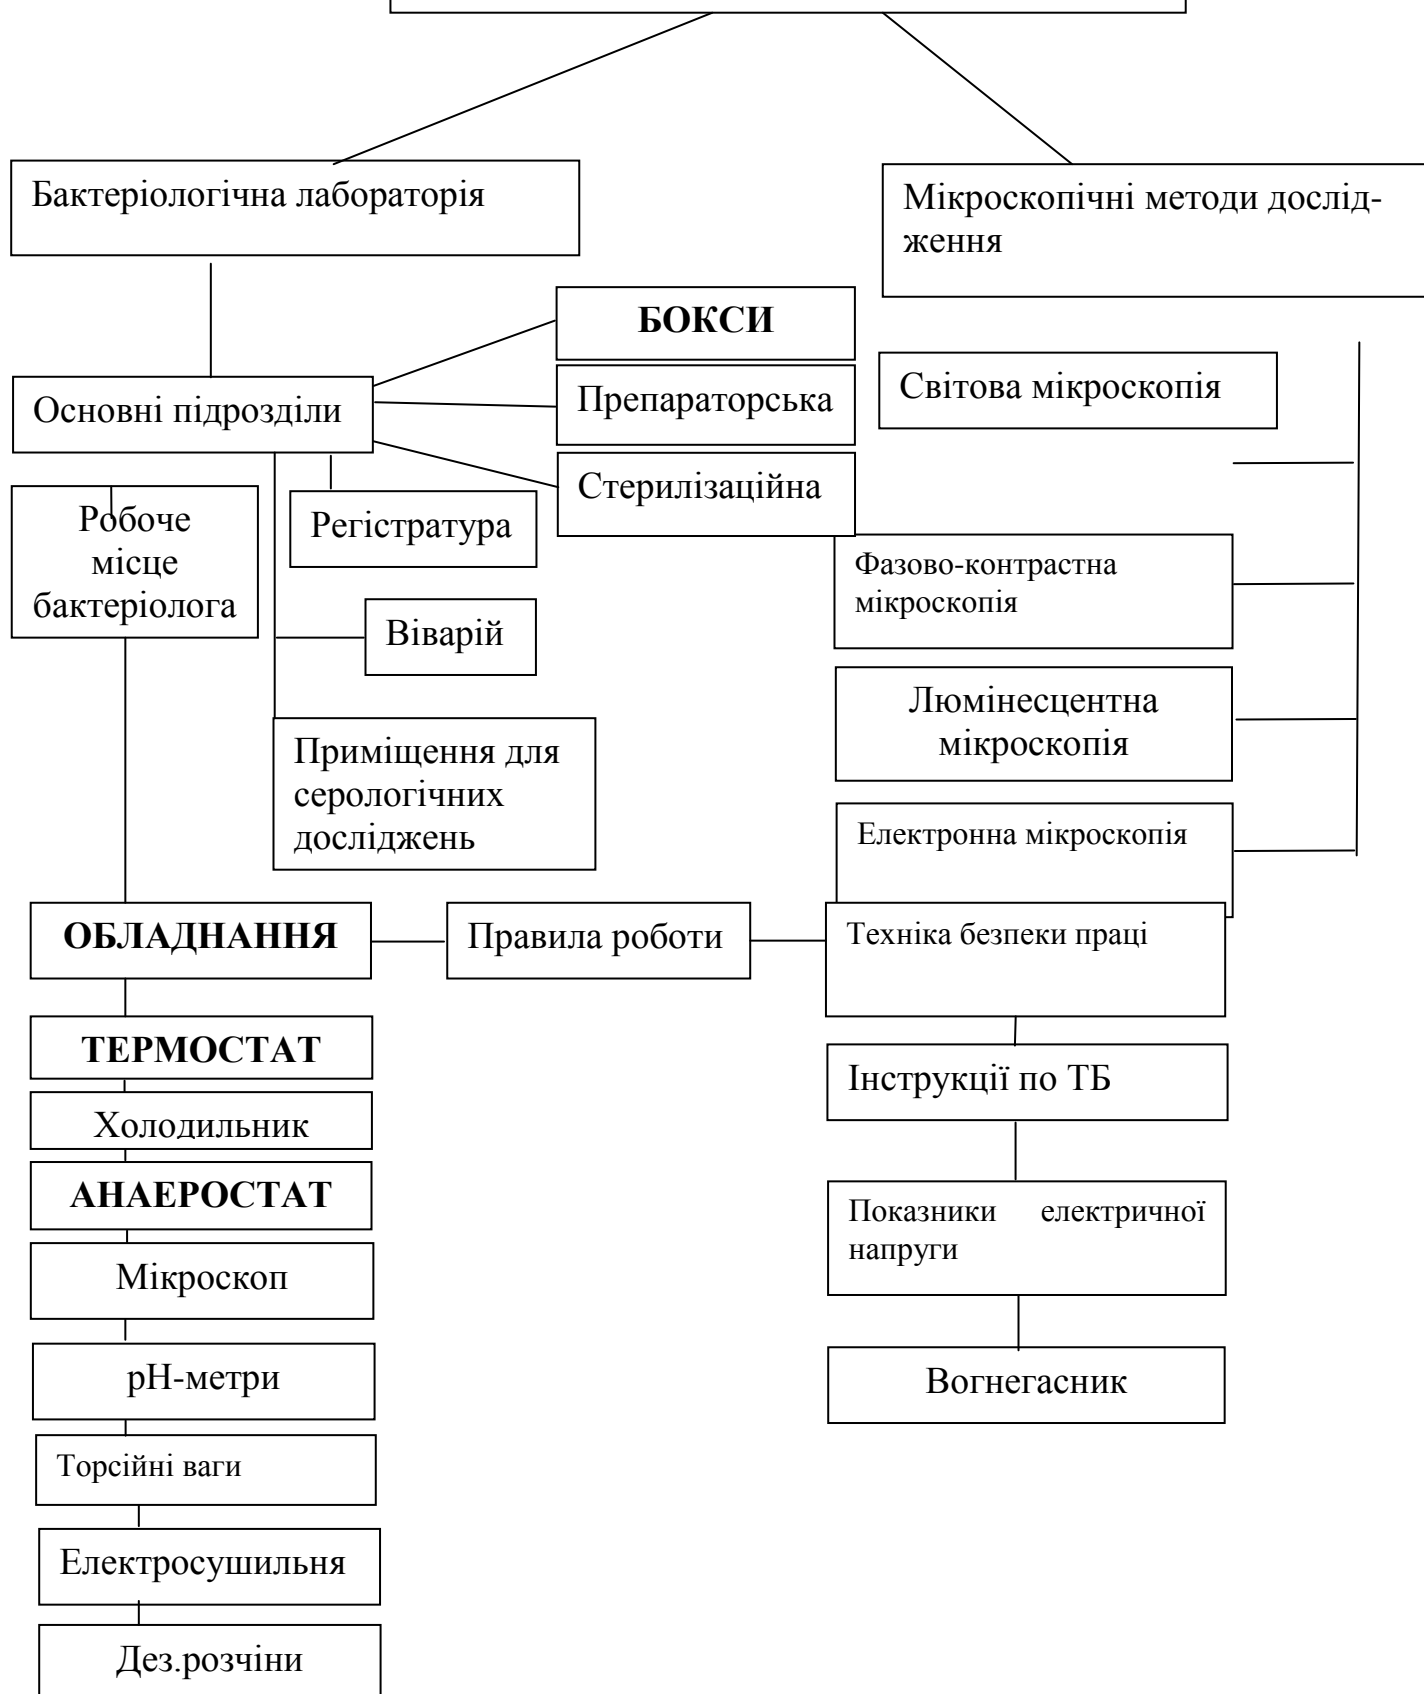 Бактеріологічна лабораторія
Мікроскопічні методи дослід-
ження
БОКСИ
Світова мікроскопія
Препараторська
Основні підрозділи
Стерилізаційна
Робоче
місце
бактеріолога
Регістратура
Фазово-контрастна
мікроскопія
Віварій
Люмінесцентна
мікроскопія
Приміщення для
серологічних
досліджень
Електронна мікроскопія
ОБЛАДНАННЯ
Правила роботи
Техніка безпеки праці
ТЕРМОСТАТ
Інструкції по ТБ
Холодильник
АНАЕРОСТАТ
Показники електричної
напруги
Мікроскоп
рН-метри
Вогнегасник
Торсійні ваги
Електросушильня
Дез.розчіни